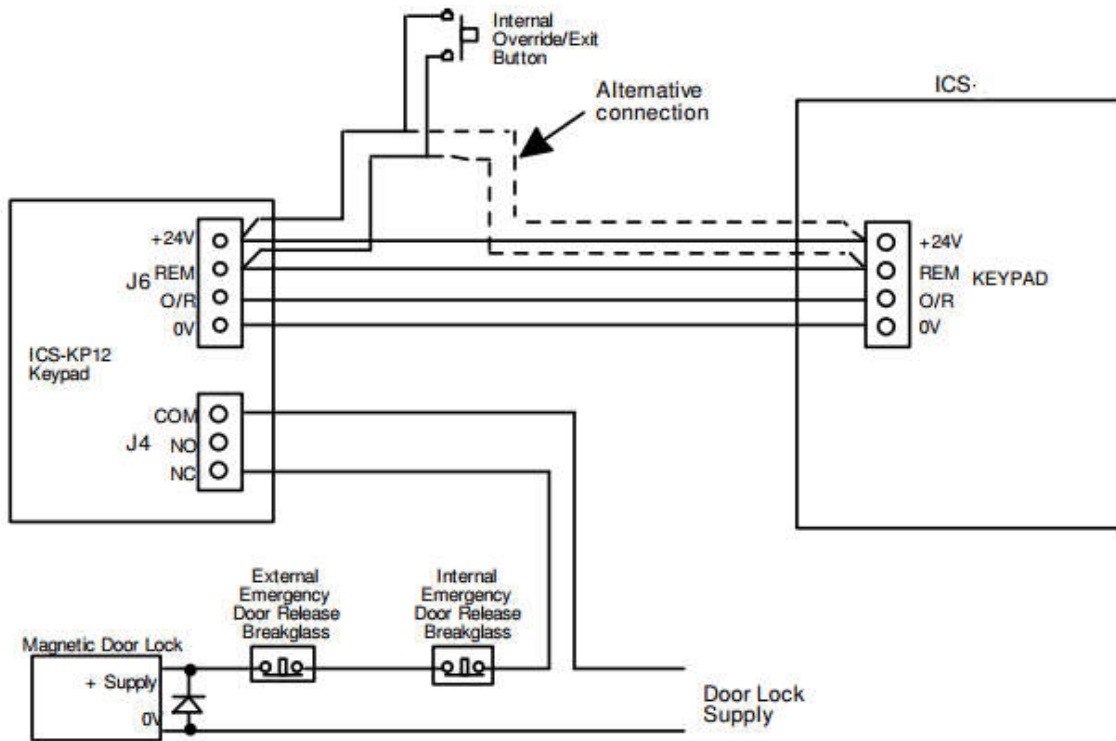 Internal
Override/Exit
Button
Alternative
connection
ICS·
+24V
J6 REM
O/R
0V
ICS-KP12
Keypad
+24V
REM
KEYPAD
O/R
0V
COM
J4 NO
NC
External
Emergency
Door Release
Breakglass
Internal
Emergency
Door Release
Breakglass
Magnetic Door Lock
+ Supply
0V
Door Lock
Supply